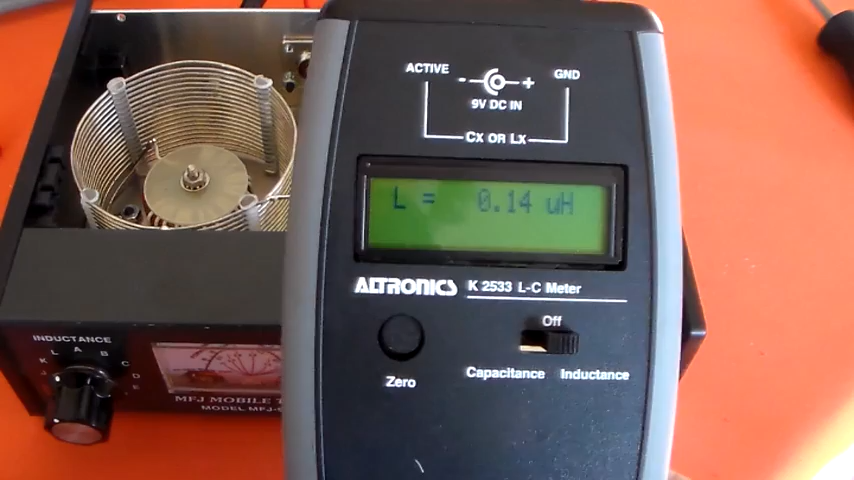 ACTIVE
- +
GND
9V DC IN
CX OR LX
L = 0.14 uH
ALTRONICS K 2533 L-C Meter
Off
Zero
Capacitance Inductance
INDUCTANCE
L A B
K C
J D
E
MFJ MOBILE
MODEL MFJ-